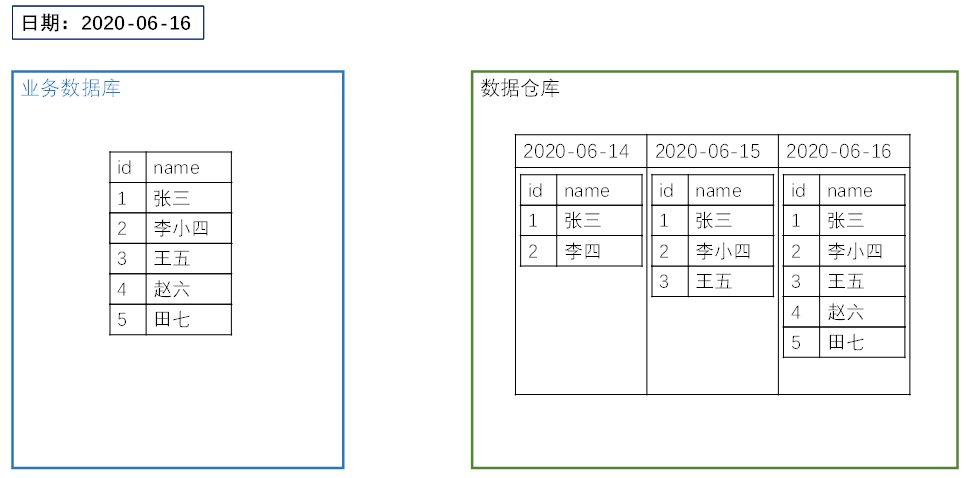 日期：2020-06-16
业务数据库
id name
1 张三
2 李小四
3 王五
4 赵六
5 田七
数据仓库
2020-06-14 2020-06-15 2020-06-16
id name id name id name
1 张三 1 张三 1 张三
2 李四 2 李小四 2 李小四
3 王五 3 王五
4 赵六
5 田七